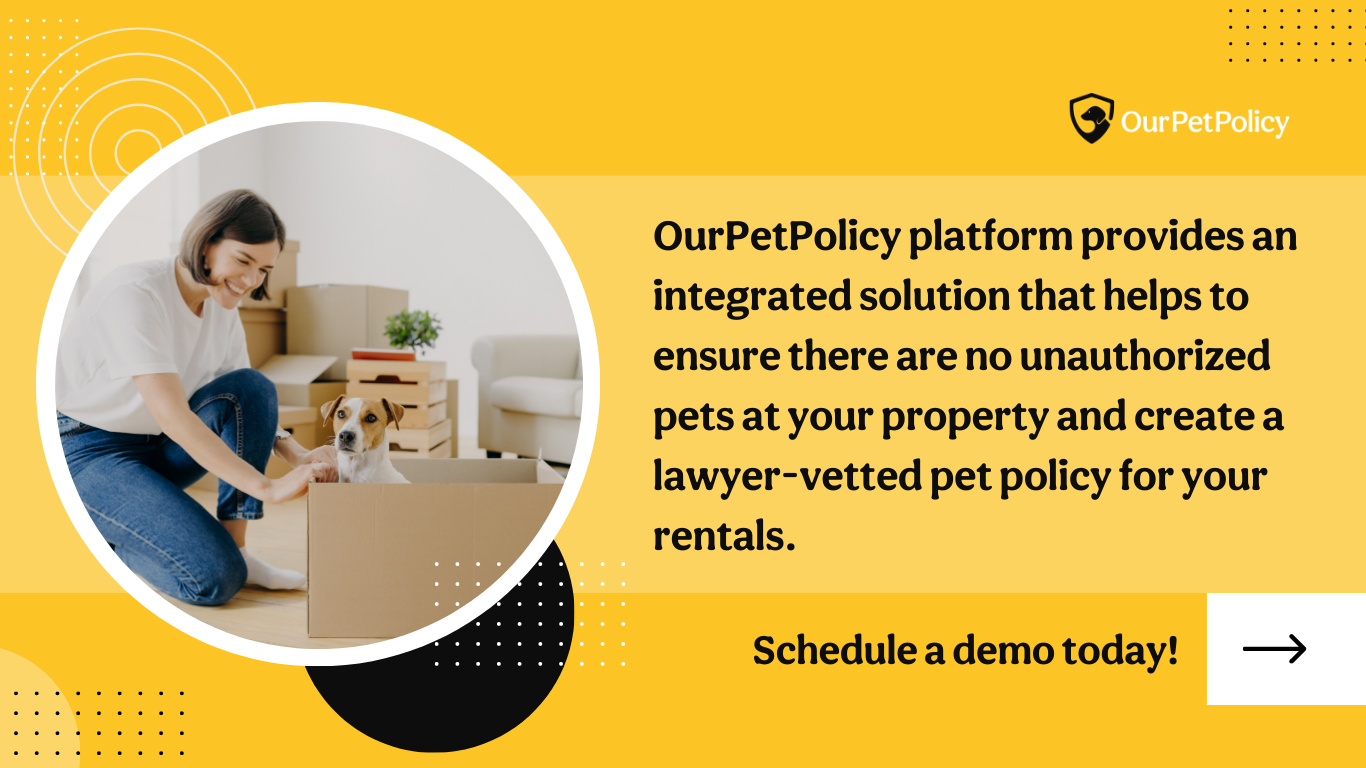 OurPetPolicy
OurPetPolicy platform provides an
integrated solution that helps to
ensure there are no unauthorized
pets at your property and create a
lawyer-vetted pet policy for your
rentals.
Schedule a demo today!